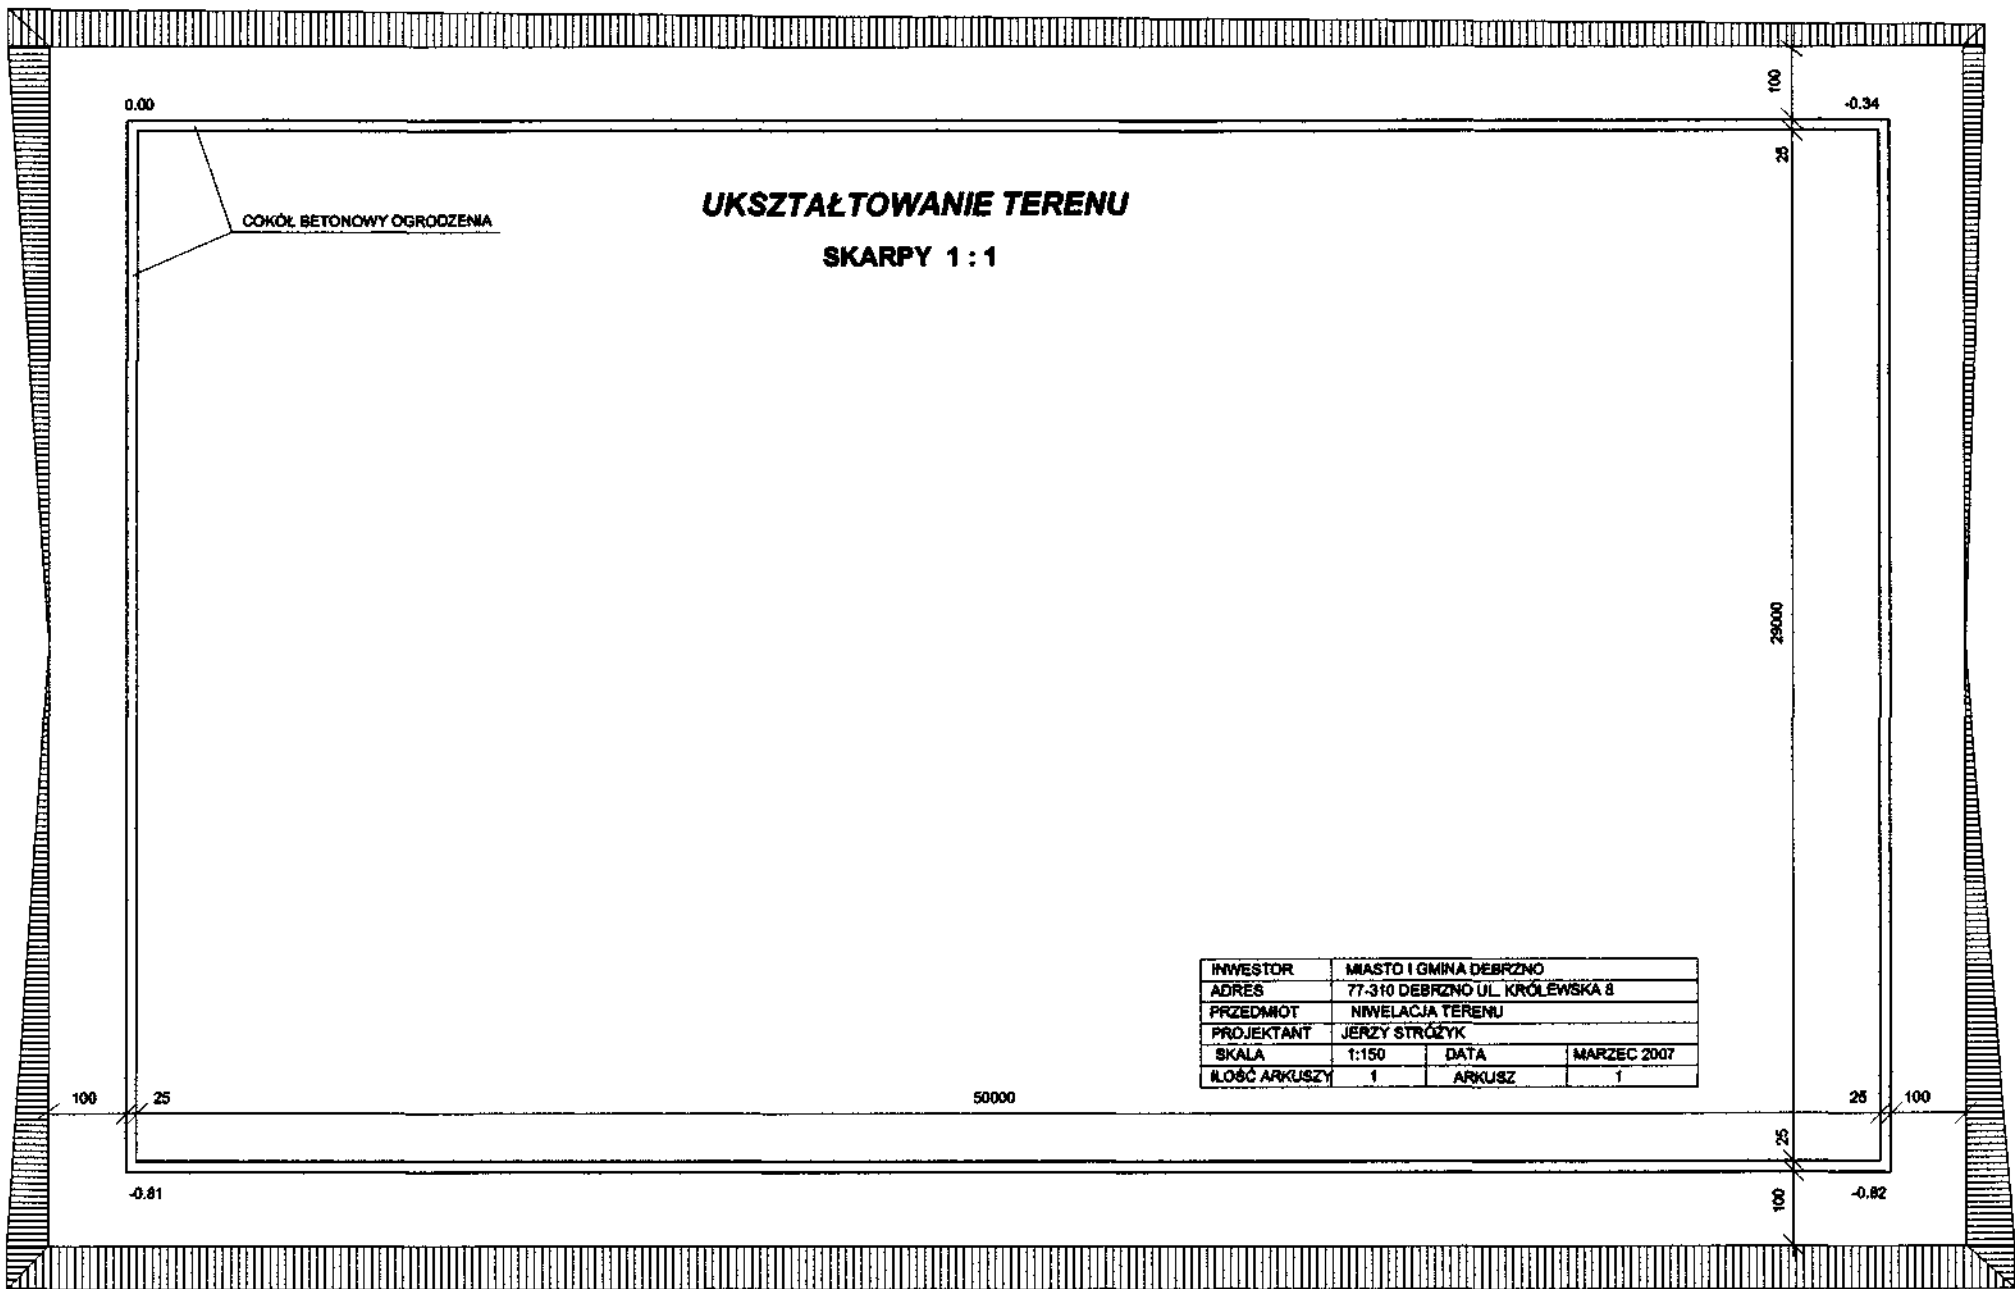 0.00
-0.34
100
25
UKSZTAŁTOWANIE TERENU
SKARPY 1 : 1
COKÓŁ BETONOWY OGRODZENIA
29000
INWESTOR MIASTO I GMINA DEBRZNO
ADRES 77-310 DEBRZNO UL. KRÓLEWSKA 8
PRZEDMIOT NIWELACJA TERENU
PROJEKTANT JERZY STRÓŻYK
SKALA 1:150 DATA MARZEC 2007
ILOŚĆ ARKUSZY 1 ARKUSZ 1
100 25 50000 25 100
25
100
-0.81
-0.82